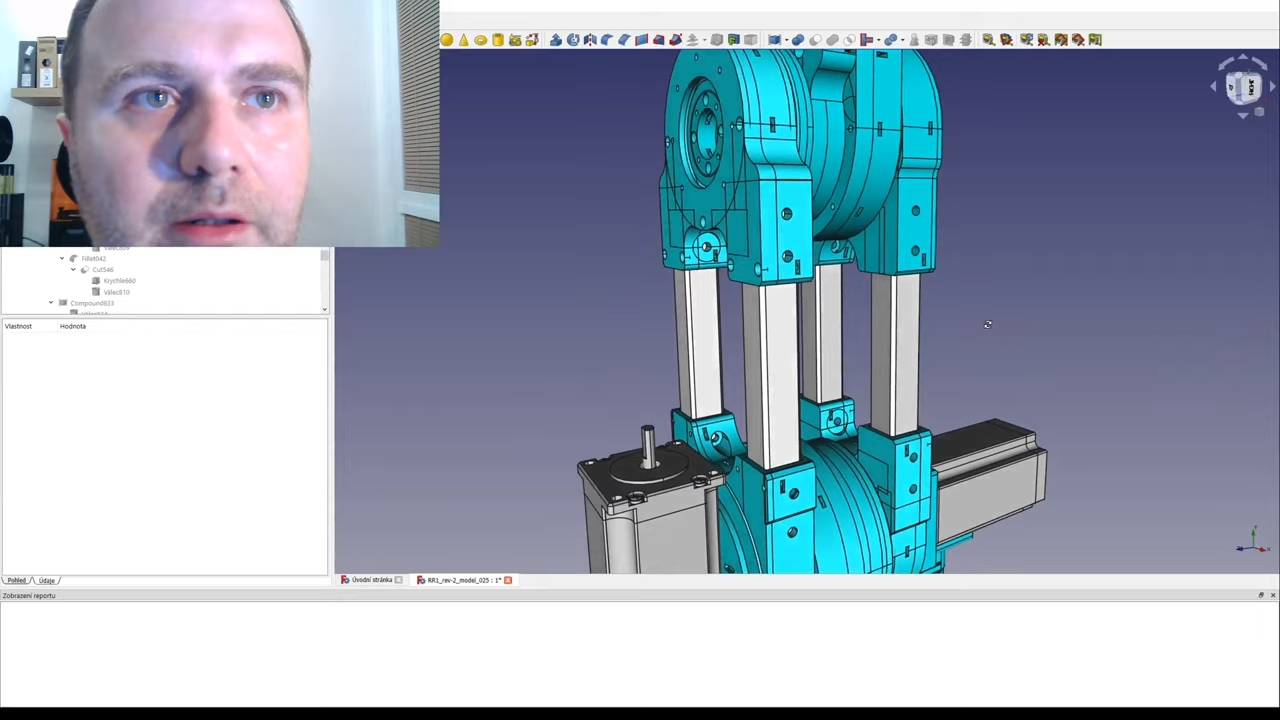 Fillet042
Cut546
Krychle660
Válec810
Compound833
Vlastnost Hodnota
Pohled Údaje
Úvodní stránka RR1_rev-2_model_025 : 1*
Zobrazení reportu